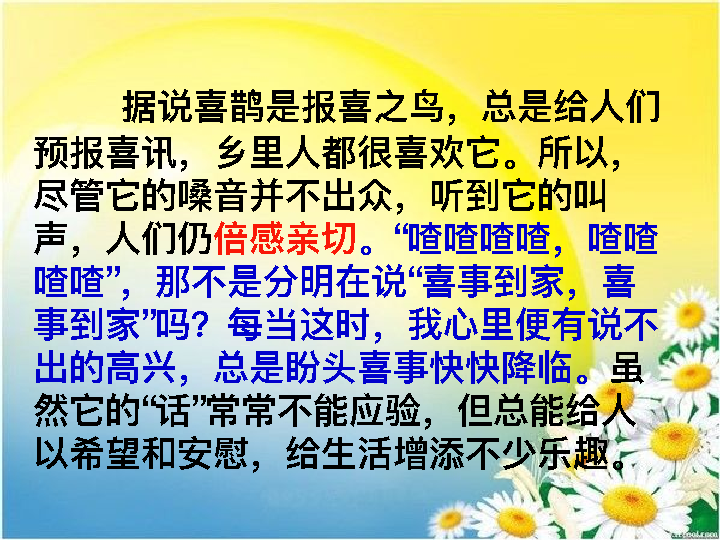 据说喜鹊是报喜之鸟，总是给人们
预报喜讯，乡里人都很喜欢它。所以，
尽管它的嗓音并不出众，听到它的叫
声，人们仍倍感亲切。“喳喳喳喳，喳喳
喳喳”，那不是分明在说“喜事到家，喜
事到家”吗？每当这时，我心里便有说不
出的高兴，总是盼头喜事快快降临。虽
然它的“话”常常不能应验，但总能给人
以希望和安慰，给生活增添不少乐趣。